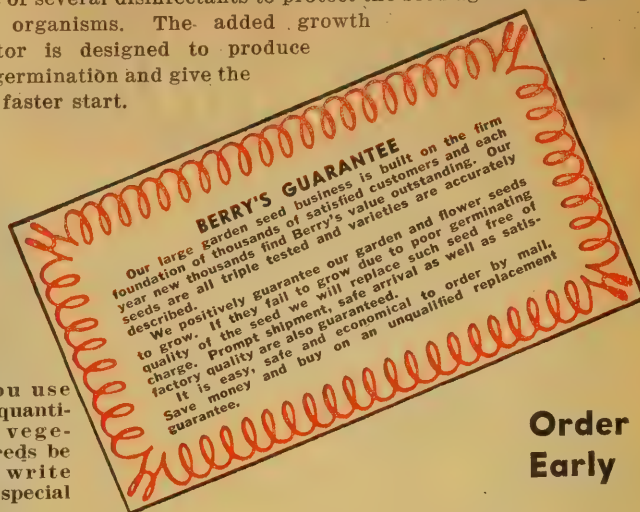 of several disinfectants to protect the
organisms. The added growth
tor is designed to produce
germination and give the
faster start.
BERRY'S GUARANTEE
Our large garden seed business is built on the firm
foundation of thousands of satisfied customers and each
year new thousands find Berry's value outstanding. Our
seeds are all triple tested and varieties are accurately
described.
We positively guarantee our garden and flower seeds
to grow. If they fail to grow due to poor germinating
quality of the seed we will replace such seed free of
charge. Prompt shipment, safe arrival as well as satis-
factory quality are also guaranteed.
It is easy, safe and economical to order by mail.
Save money and buy on an unqualified replacement
guarantee.
ou use
quanti-
vege-
eds be
write
special
Order
Early